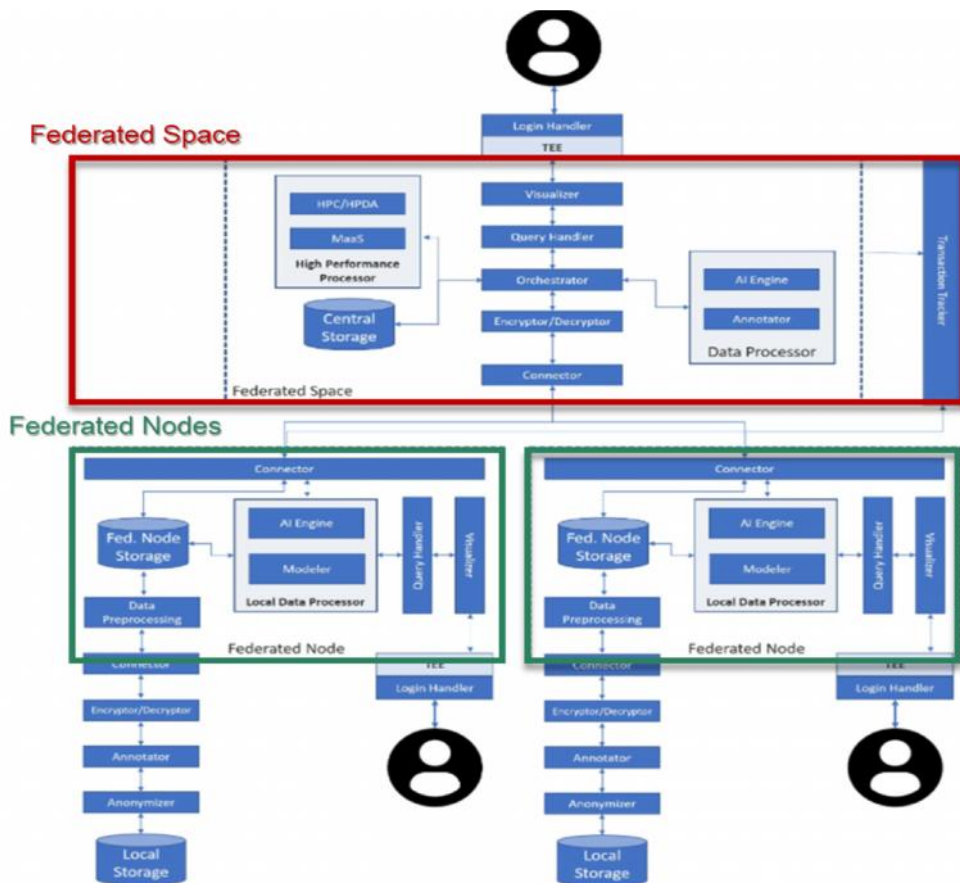 Login Handler
TEE
Federated Space
Visualizer
HPC/HPDA
MaaS
High Performance
Processor
Query Handler
Orchestrator
Central
Storage
Encryptor/Decryptor
Connector
AI Engine
Annotator
Data Processor
Transaction Tracker
Federated Space
Federated Nodes
Connector
Fed. Node
Storage
AI Engine
Modeler
Local Data Processor
Query Handler
Visualizer
Data
Preprocessing
Federated Node
Connector
TEE
Login Handler
Encryptor/Decryptor
Annotator
Anonymizer
Local
Storage
Connector
Fed. Node
Storage
AI Engine
Modeler
Local Data Processor
Query Handler
Visualizer
Data
Preprocessing
Federated Node
Connector
TEE
Login Handler
Encryptor/Decryptor
Annotator
Anonymizer
Local
Storage